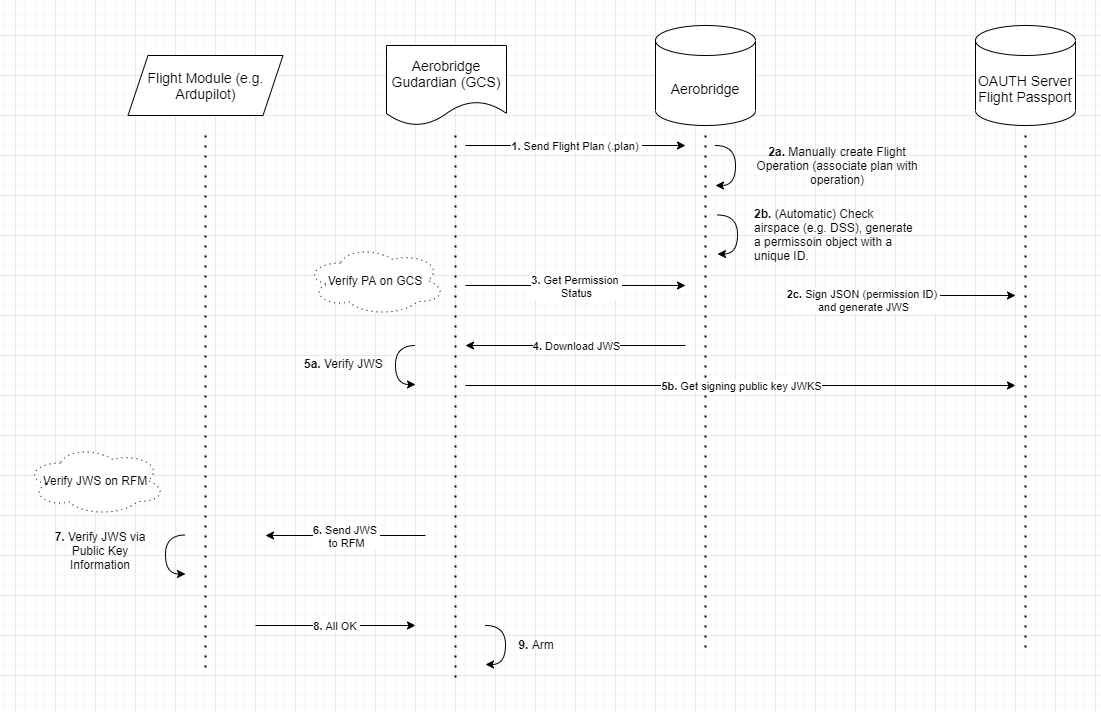 Flight Module (e.g.
Ardupilot)
Aerobridge
Gudardian (GCS)
Aerobridge
OAUTH Server
Flight Passport
1. Send Flight Plan (.plan)
2a. Manually create Flight
Operation (associate plan with
operation)
2b. (Automatic) Check
airspace (e.g. DSS), generate
a permissoin object with a
unique ID.
Verify PA on GCS
3. Get Permission
Status
2c. Sign JSON (permission ID)
and generate JWS
4. Download JWS
5a. Verify JWS
5b. Get signing public key JWKS
Verify JWS on RFM
6. Send JWS
to RFM
7. Verify JWS via
Public Key
Information
8. All OK
9. Arm